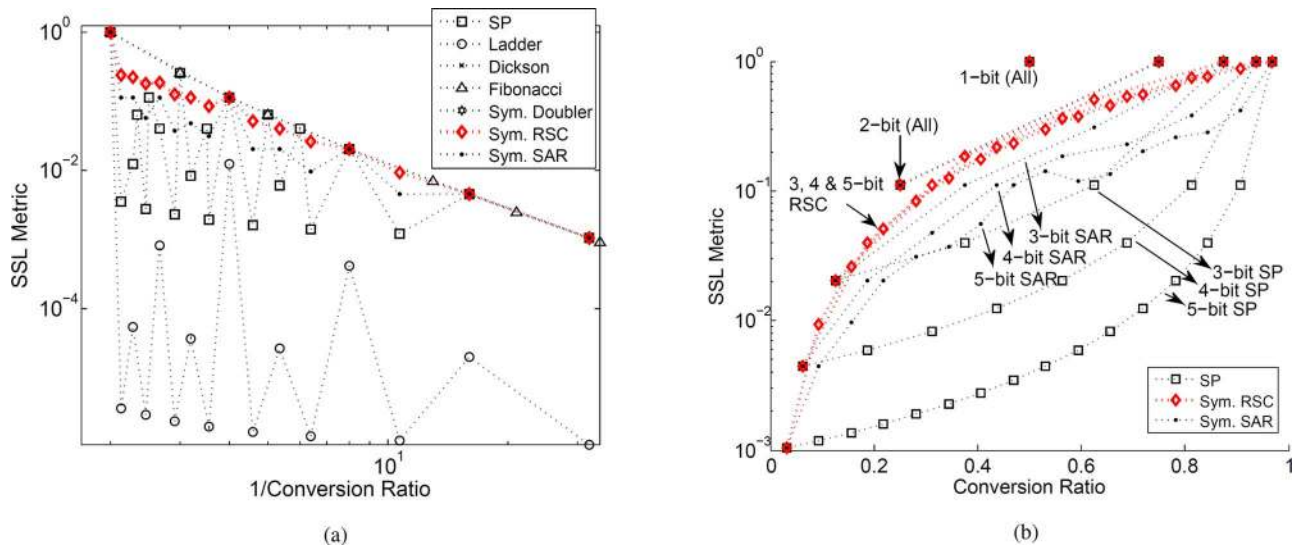 10^0
10^-2
10^-4
SSL Metric
10^1
1/Conversion Ratio
SP
Ladder
Dickson
Fibonacci
Sym. Doubler
Sym. RSC
Sym. SAR
(a)
10^0
10^-1
10^-2
10^-3
SSL Metric
0
0.2
0.4
0.6
0.8
1
Conversion Ratio
1-bit (All)
2-bit (All)
3, 4 & 5-bit
RSC
3-bit SAR
4-bit SAR
5-bit SAR
3-bit SP
4-bit SP
5-bit SP
SP
Sym. RSC
Sym. SAR
(b)